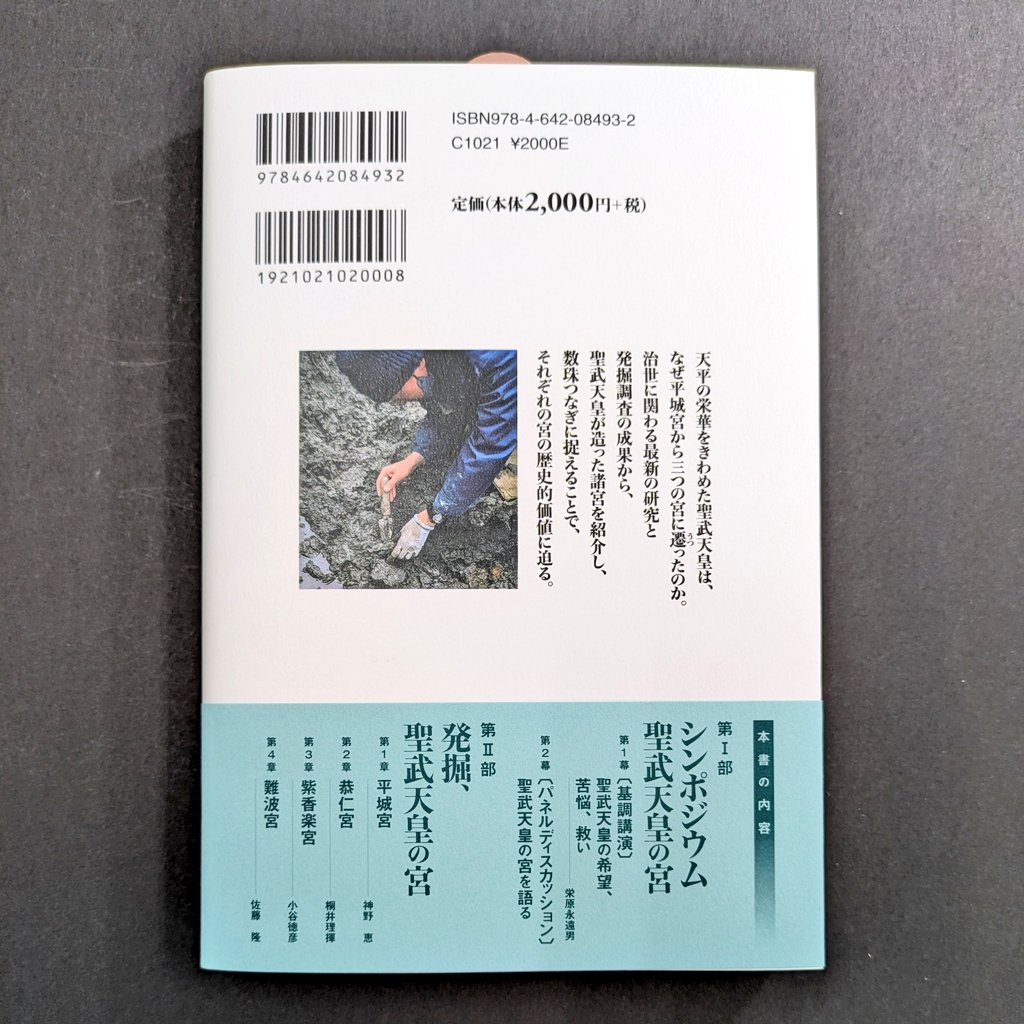 9784642084932
1921021020008
ISBN978-4-642-08493-2
C1021 ¥2000E
定価(本体2,000円+税)
天平の栄華をきわめた聖武天皇は、
なぜ平城宮から三つの宮に遷ったのか。
うつ
治世に関わる最新の研究と
発掘調査の成果から、
聖武天皇が造った諸宮を紹介し、
数珠つなぎに捉えることで、
それぞれの宮の歴史的価値に迫る。
本書の内容
第Ⅰ部
シンポジウム
聖武天皇の宮
第1幕〔基調講演〕
聖武天皇の希望、
苦悩、救い 栄原永遠男
第2幕〔パネルディスカッション〕
聖武天皇の宮を語る
第Ⅱ部
発掘、
聖武天皇の宮
第1章 平城宮 神野 恵
第2章 恭仁宮 桐井理揮
第3章 紫香楽宮 小谷徳彦
第4章 難波宮 佐藤 隆